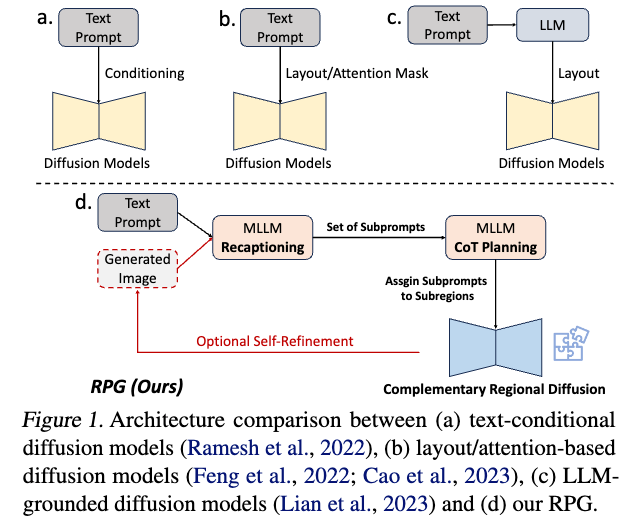 a.
Text
Prompt
Conditioning
Diffusion Models
b.
Text
Prompt
Layout/Attention Mask
Diffusion Models
c.
Text
Prompt
LLM
Layout
Diffusion Models
d.
Text
Prompt
Generated
Image
MLLM
Recaptioning
Set of Subprompts
MLLM
CoT Planning
Assgin Subprompts
to Subregions
Optional Self-Refinement
RPG (Ours)
Complementary Regional Diffusion
Figure 1. Architecture comparison between (a) text-conditional
diffusion models (Ramesh et al., 2022), (b) layout/attention-based
diffusion models (Feng et al., 2022; Cao et al., 2023), (c) LLM-
grounded diffusion models (Lian et al., 2023) and (d) our RPG.